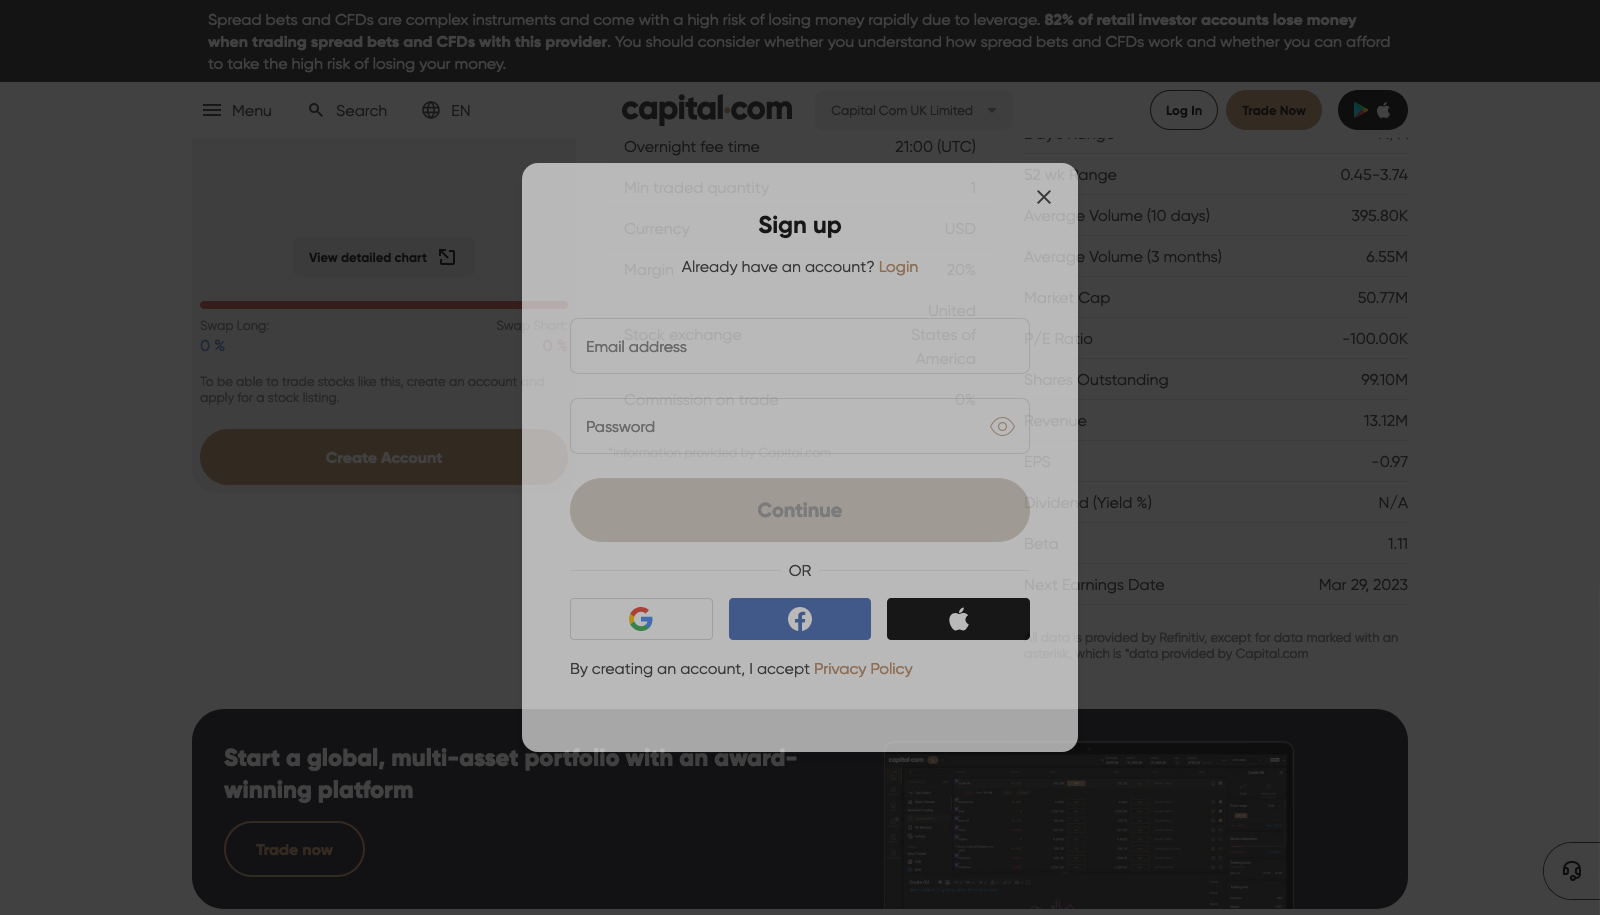 Spread bets and CFDs are complex instruments and come with a high risk of losing money rapidly due to leverage. 82% of retail investor accounts lose money
when trading spread bets and CFDs with this provider. You should consider whether you understand how spread bets and CFDs work and whether you can afford
to take the high risk of losing your money.
Menu
Search
EN
capital.com
Capital Com UK Limited
Log In
Trade Now
View detailed chart
Swap Long:
Swap Short:
0 %
0 %
To be able to trade stocks like this, create an account and
apply for a stock listing.
Create Account
Overnight fee time 21:00 (UTC)
Min traded quantity 1
Currency USD
Margin 20%
Stock exchange
United
States of
America
Commission on trade 0%
*Information provided by Capital.com
Sign up
Already have an account? Login
Email address
Password
Continue
OR
By creating an account, I accept Privacy Policy
52 wk Range 0.45-3.74
Average Volume (10 days) 395.80K
Average Volume (3 months) 6.55M
Market Cap 50.77M
P/E Ratio -100.00K
Shares Outstanding 99.10M
Revenue 13.12M
EPS -0.97
Dividend (Yield %) N/A
Beta 1.11
Next Earnings Date Mar 29, 2023
All data is provided by Refinitiv, except for data marked with an
asterisk, which is *data provided by Capital.com
Start a global, multi-asset portfolio with an award-
winning platform
Trade now
capital.com